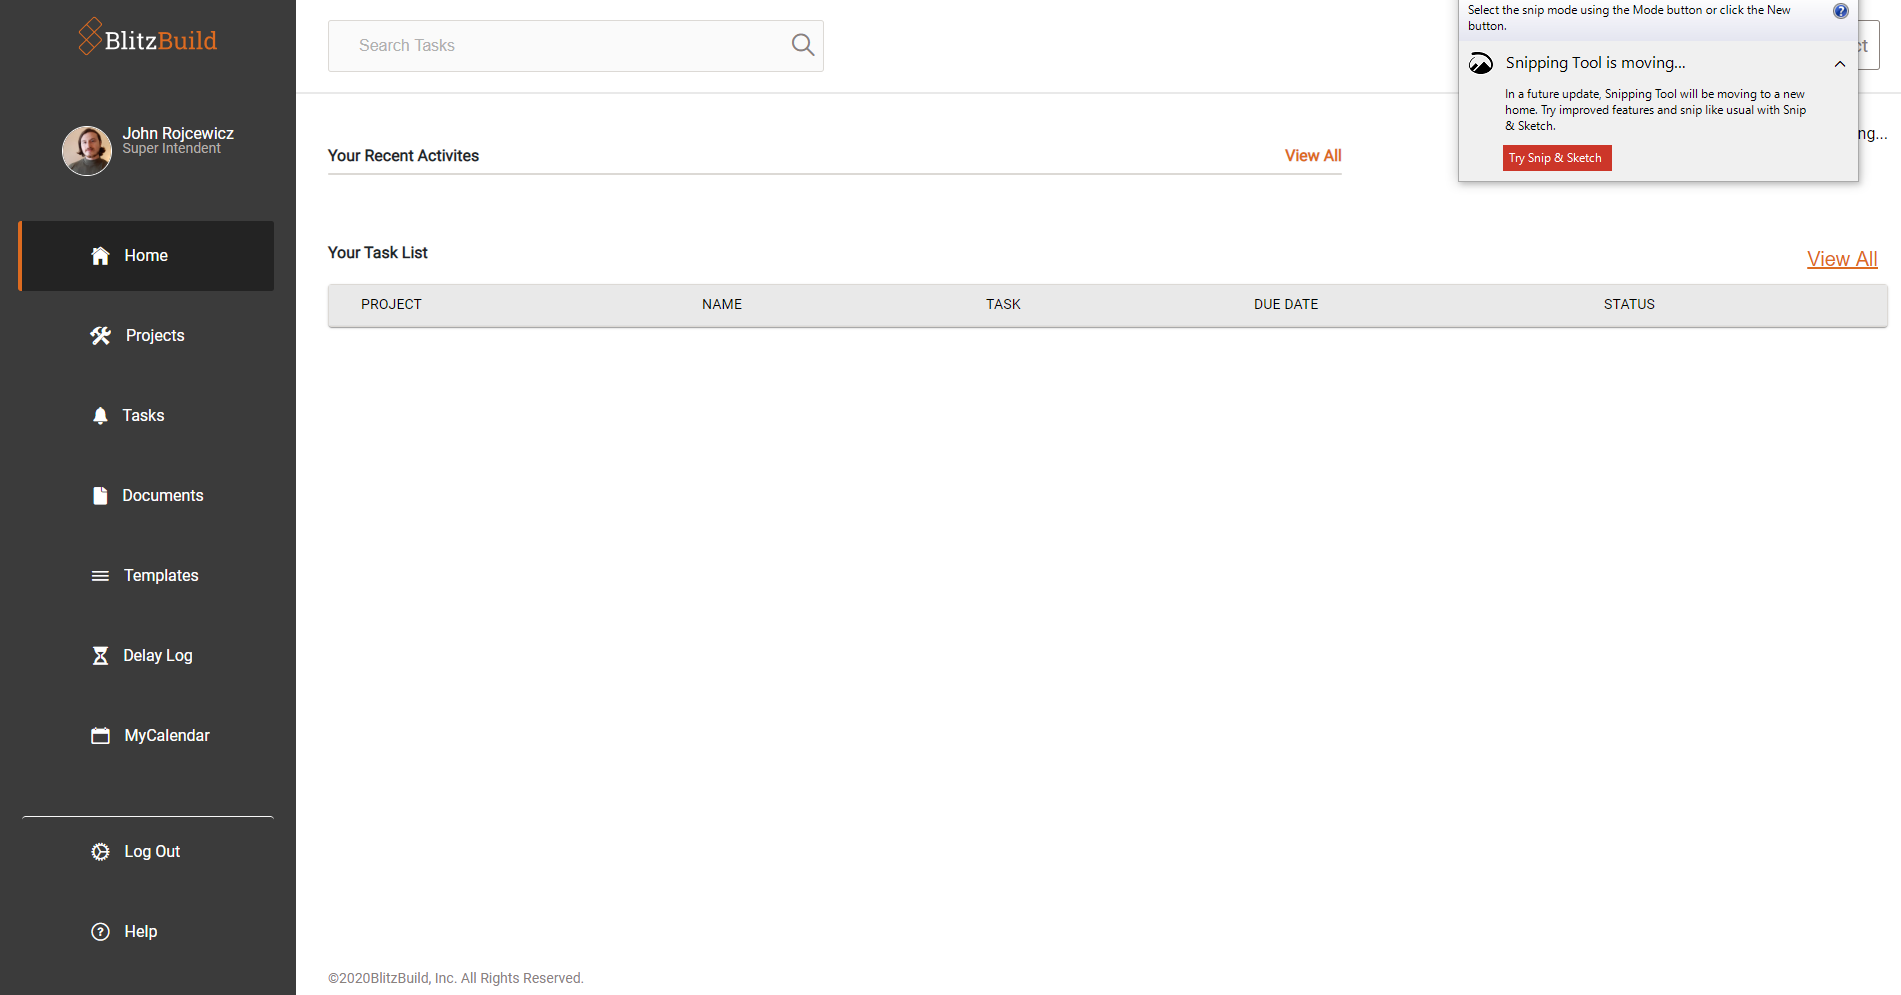 BlitzBuild
John Rojcewicz
Super Intendent
Home
Projects
Tasks
Documents
Templates
Delay Log
MyCalendar
Log Out
Help
Search Tasks
Select the snip mode using the Mode button or click the New
button.
Snipping Tool is moving...
In a future update, Snipping Tool will be moving to a new
home. Try improved features and snip like usual with Snip
& Sketch.
Try Snip & Sketch
Your Recent Activites
View All
Your Task List
View All
PROJECT NAME TASK DUE DATE STATUS
©2020BlitzBuild, Inc. All Rights Reserved.